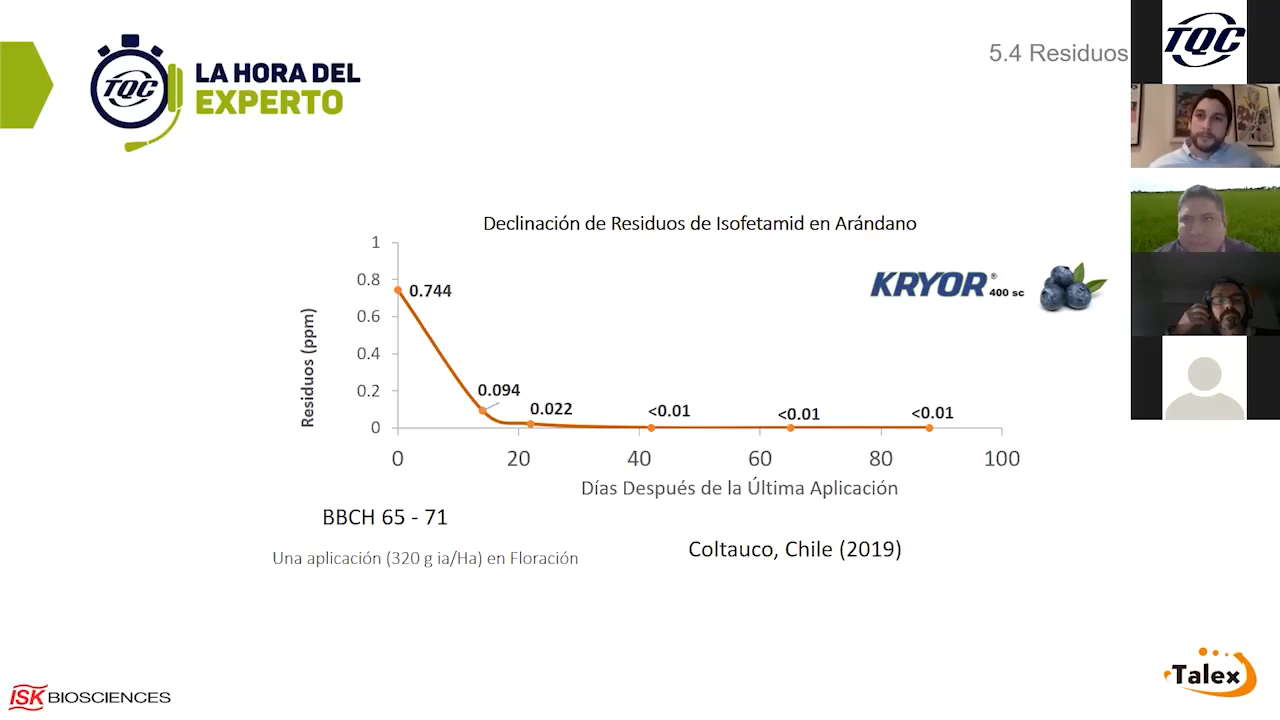 TQC
LA HORA DEL
EXPERTO
5.4 Residuos
TQC
Declinación de Residuos de Isofetamid en Arándano
KRYOR® 400 sc
Residuos (ppm)
1
0.8
0.6
0.4
0.2
0
0.744
0.094
0.022
<0.01
<0.01
<0.01
0
20
40
60
80
100
Días Después de la Última Aplicación
BBCH 65 - 71
Una aplicación (320 g ia/Ha) en Floración
Coltauco, Chile (2019)
ISK BIOSCIENCES
Talex